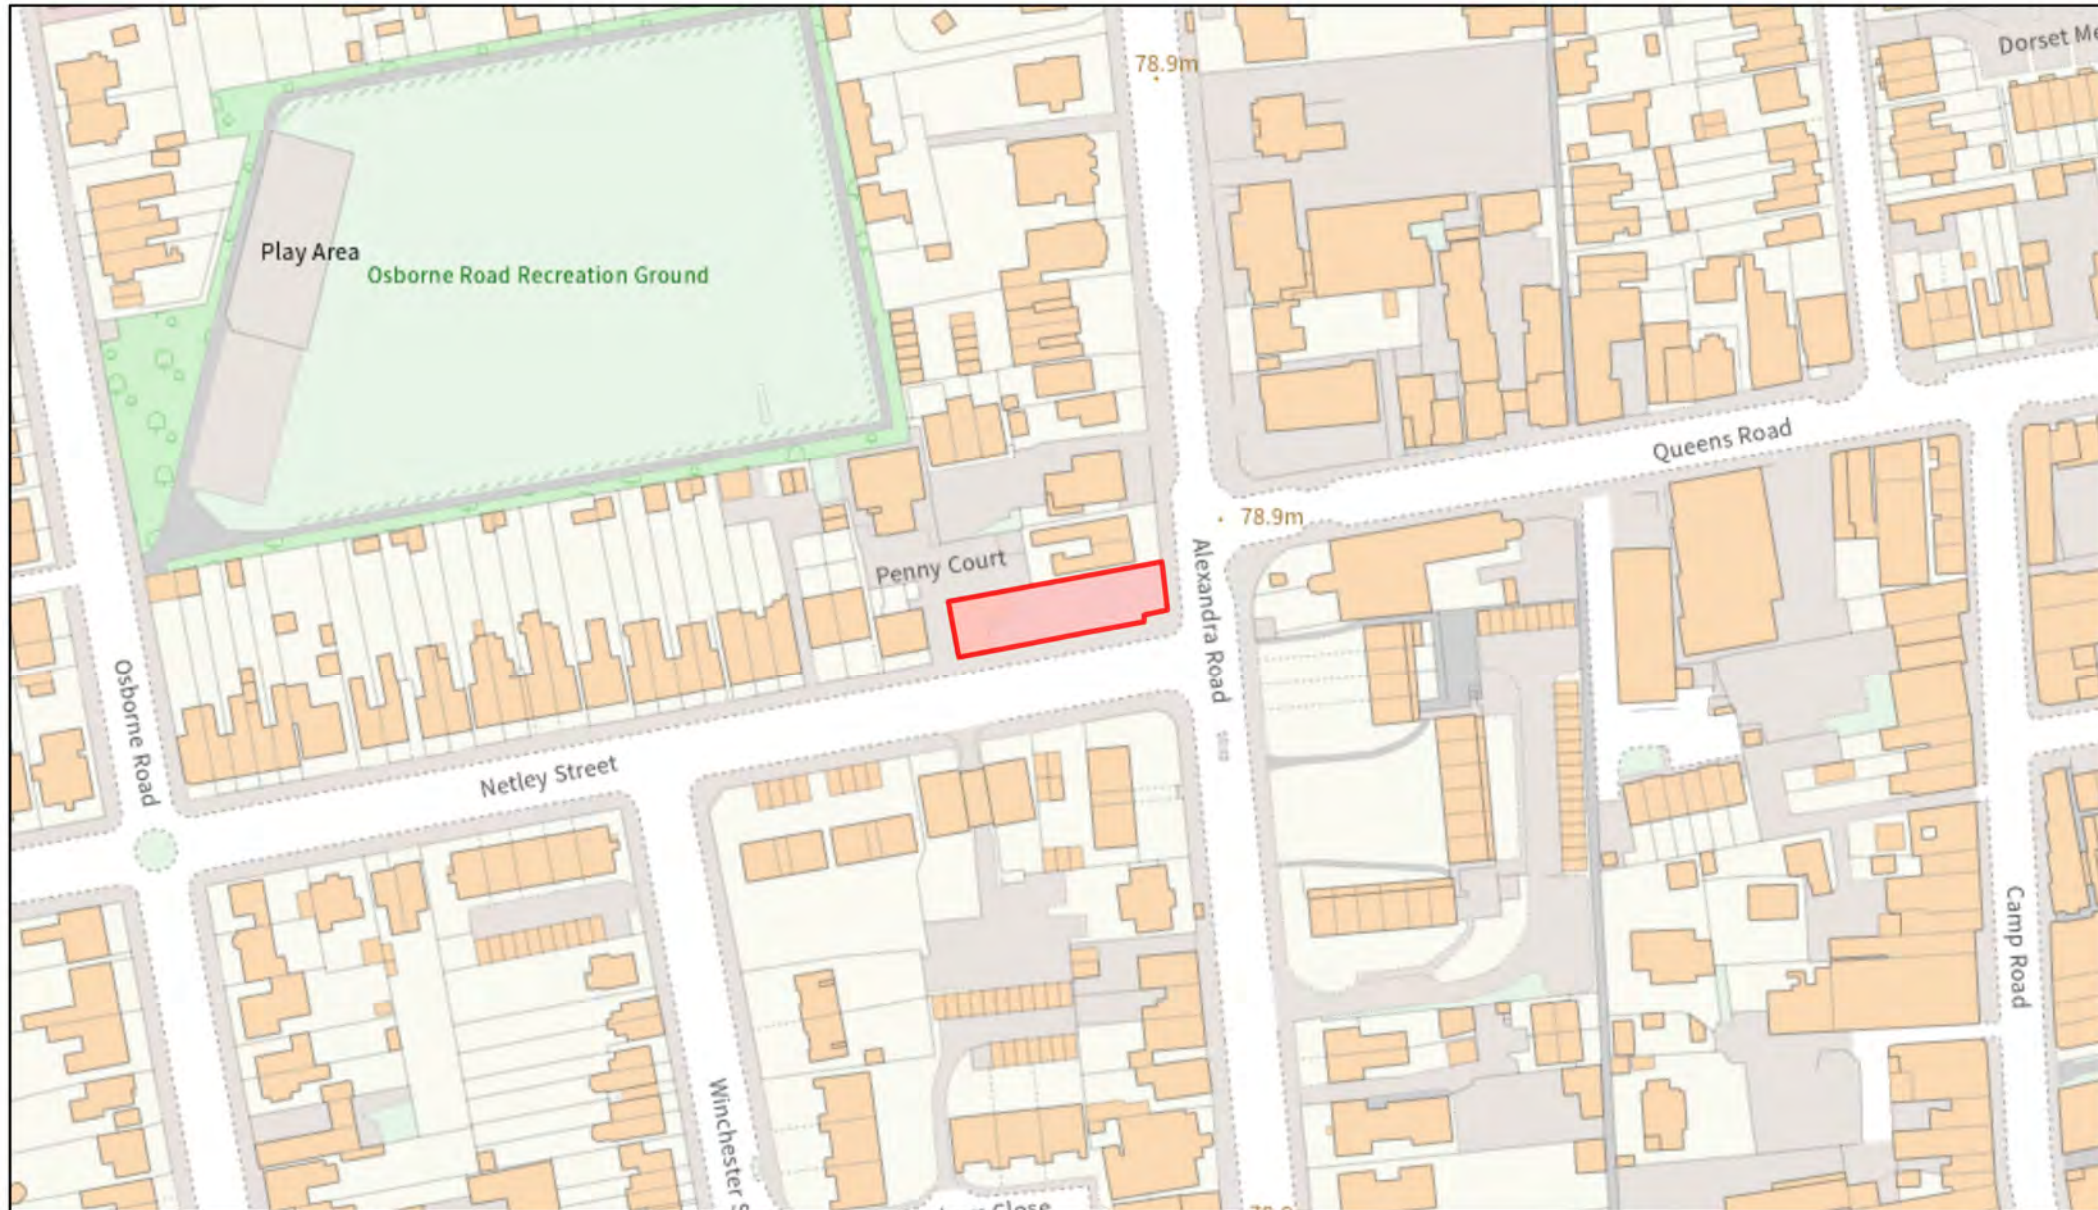 Dorset Me
78.9m
Play Area
Osborne Road Recreation Ground
Queens Road
78.9m
Penny Court
Alexandra Road
Osborne Road
Netley Street
Camp Road
Winchester S
Close